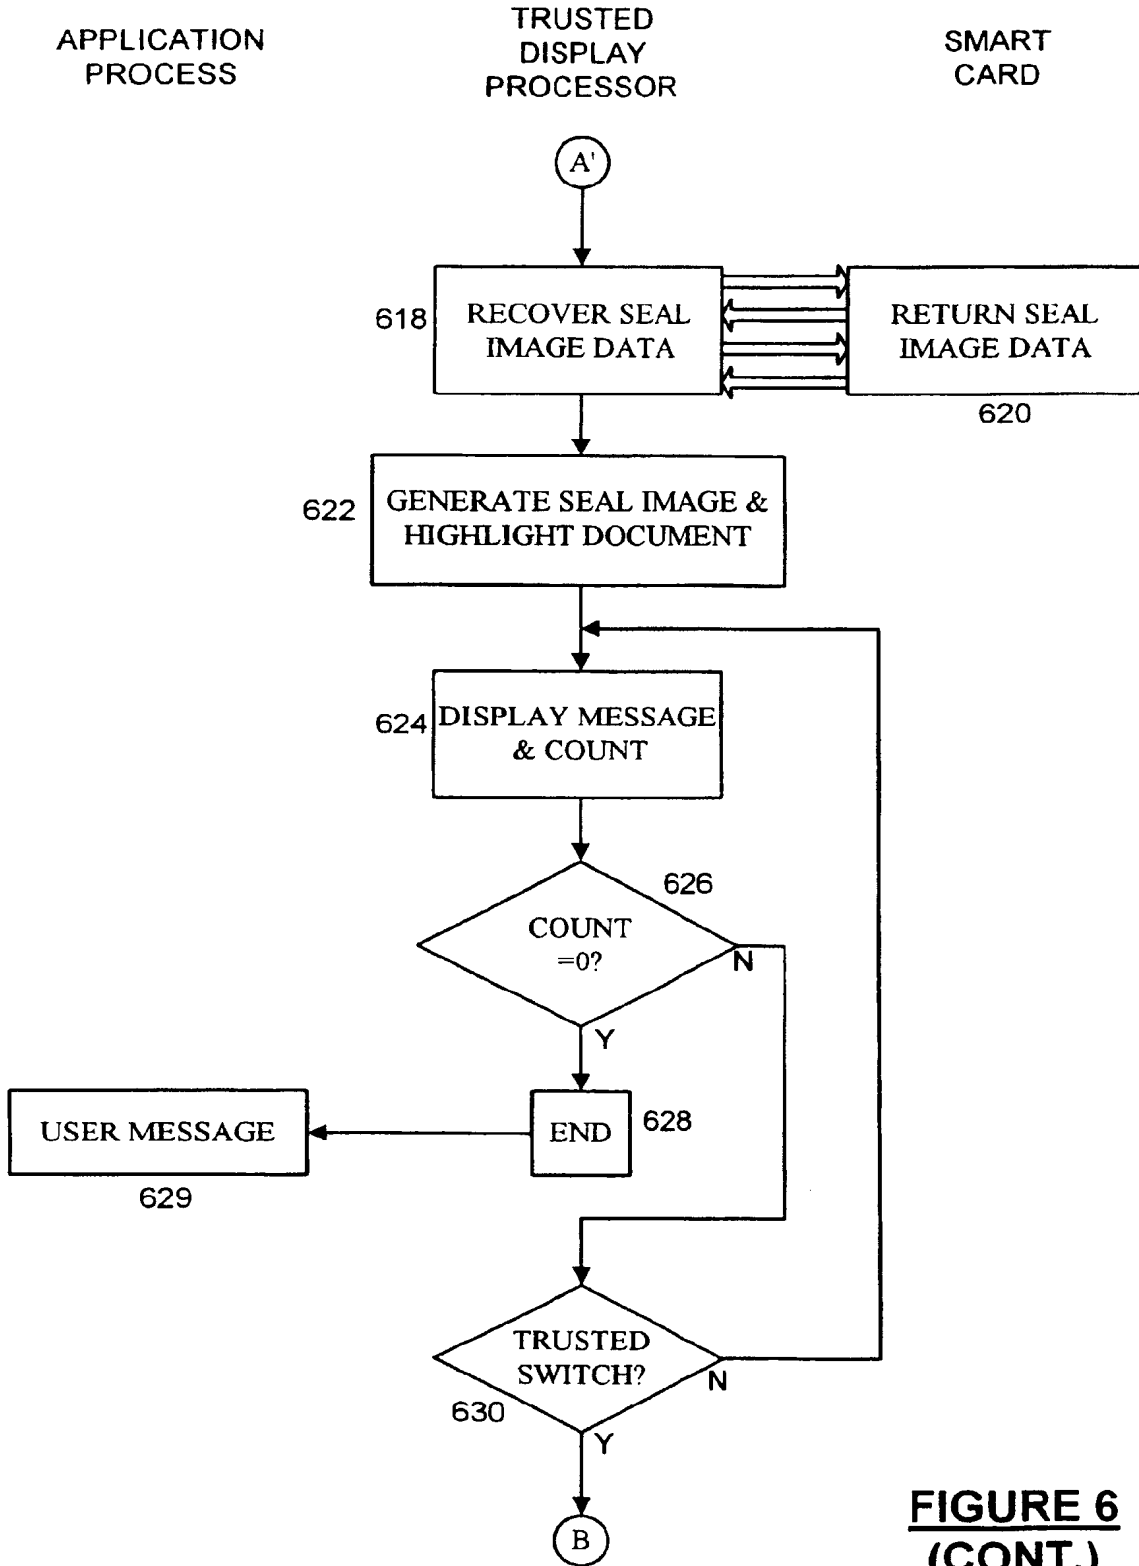 APPLICATION
PROCESS
TRUSTED
DISPLAY
PROCESSOR
SMART
CARD
A'
618
RECOVER SEAL
IMAGE DATA
RETURN SEAL
IMAGE DATA
620
622
GENERATE SEAL IMAGE &
HIGHLIGHT DOCUMENT
624
DISPLAY MESSAGE
& COUNT
626
COUNT
=0?
N
Y
USER MESSAGE
629
END
628
TRUSTED
SWITCH?
N
630
Y
B
FIGURE 6
(CONT.)